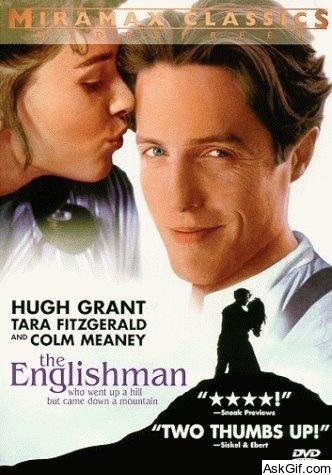 MIRAMAX CLASSICS
HUGH GRANT
TARA FITZGERALD
AND COLM MEANEY
the
Englishman
who went up a hill
but came down a mountain
"★★★★!"
—Sneak Previews
"TWO THUMBS UP!"
—Siskel & Ebert
DVD
AskGif.com